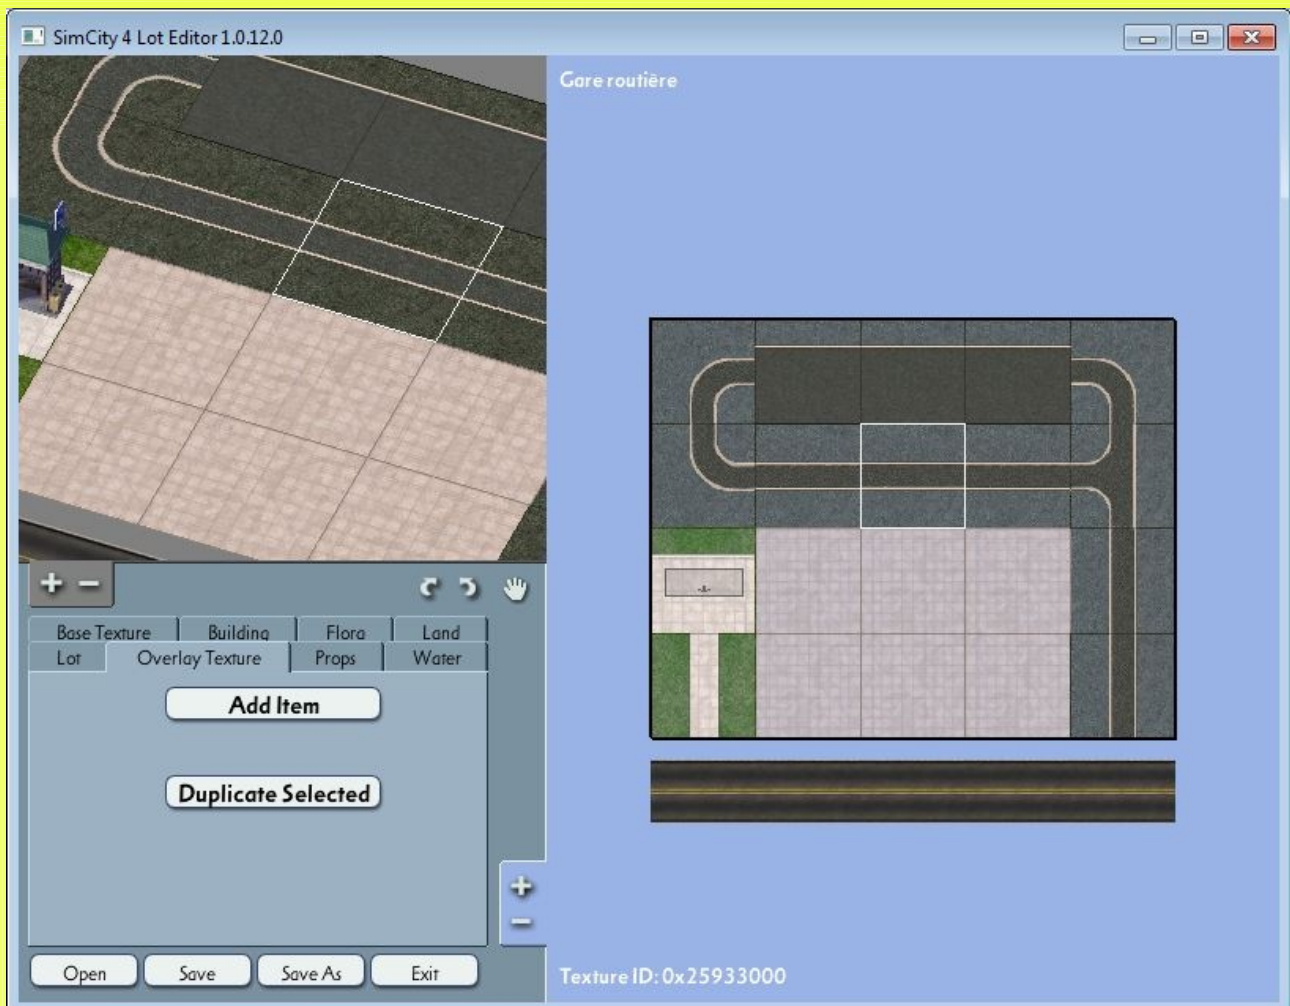 SimCity 4 Lot Editor 1.0.12.0
Gare routière
Base Texture
Building
Flora
Land
Lot
Overlay Texture
Props
Water
Add Item
Duplicate Selected
Open
Save
Save As
Exit
Texture ID: 0x25933000